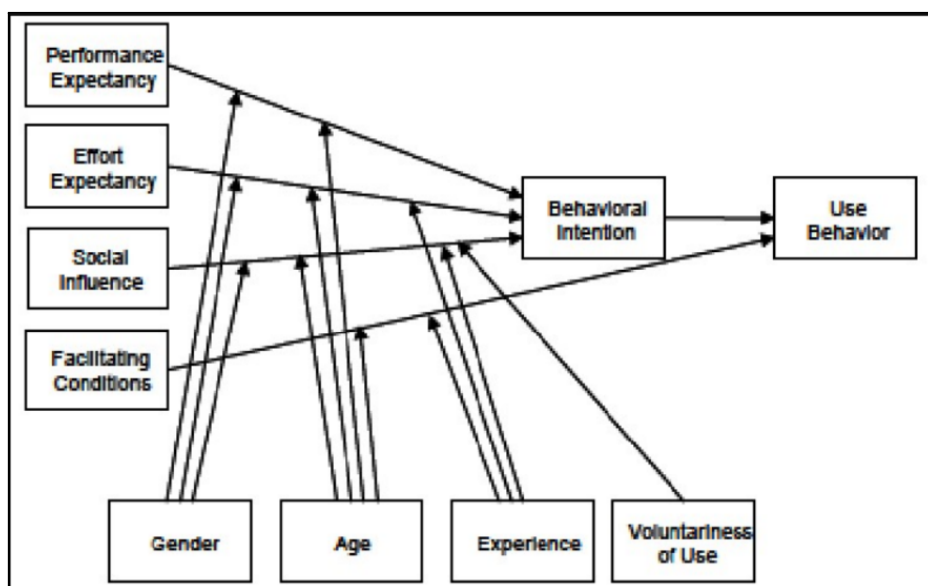 Performance
Expectancy
Effort
Expectancy
Social
Influence
Facilitating
Conditions
Behavioral
Intention
Use
Behavior
Gender
Age
Experience
Voluntariness
of Use